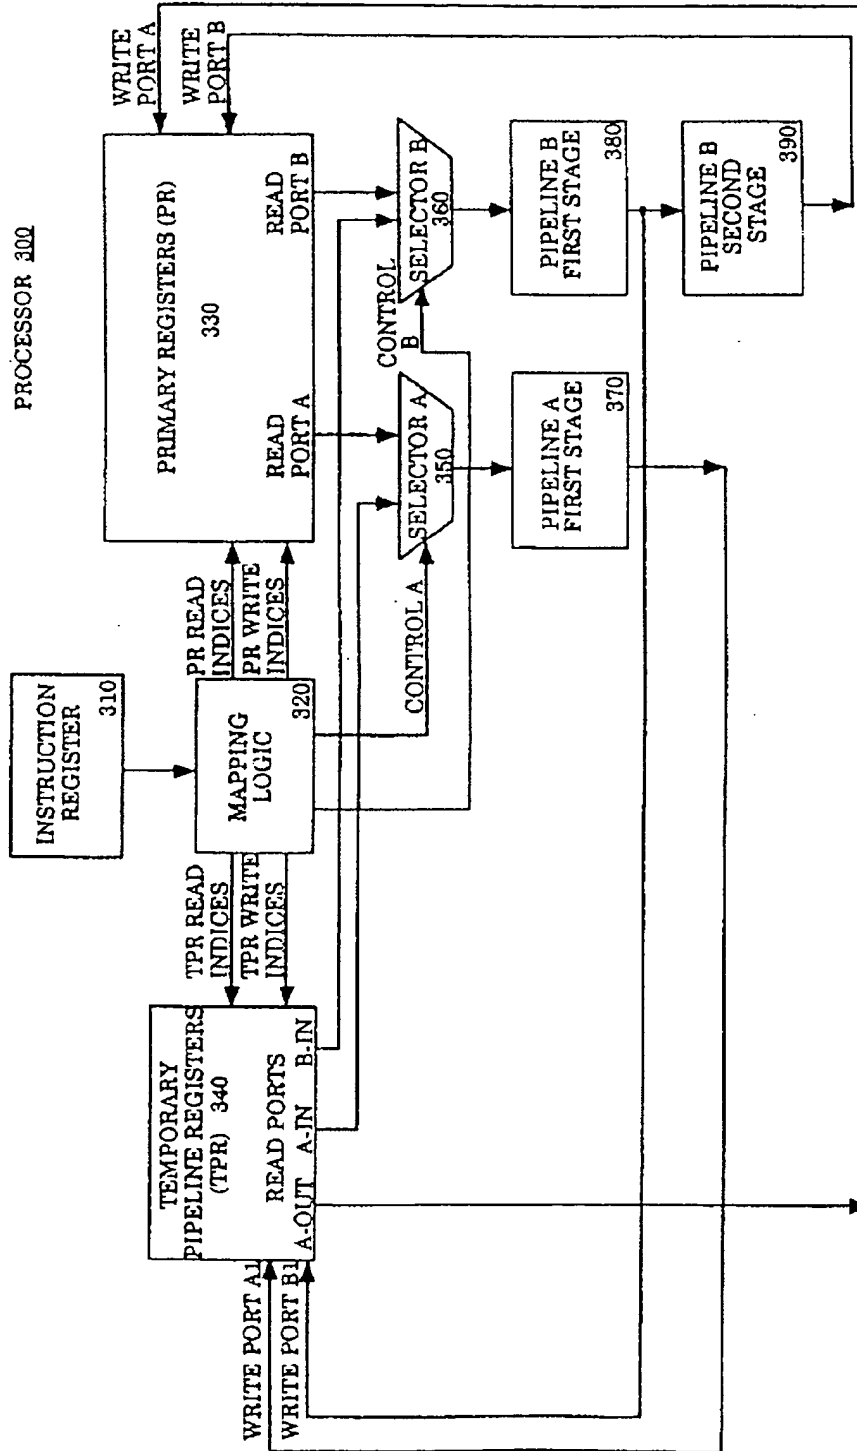 PROCESSOR 300
WRITE
PORT A
WRITE
PORT B
INSTRUCTION
REGISTER
310
TEMPORARY
PIPELINE REGISTERS
(TPR) 340
READ PORTS
A-OUT
A-IN
B-IN
WRITE PORT A1
WRITE PORT B1
TPR READ
INDICES
TPR WRITE
INDICES
MAPPING
LOGIC
320
PR READ
INDICES
PR WRITE
INDICES
PRIMARY REGISTERS (PR)
330
READ
PORT A
READ
PORT B
CONTROL A
SELECTOR A
350
CONTROL
B
SELECTOR B
360
PIPELINE A
FIRST STAGE
370
PIPELINE B
FIRST STAGE
380
PIPELINE B
SECOND
STAGE
390